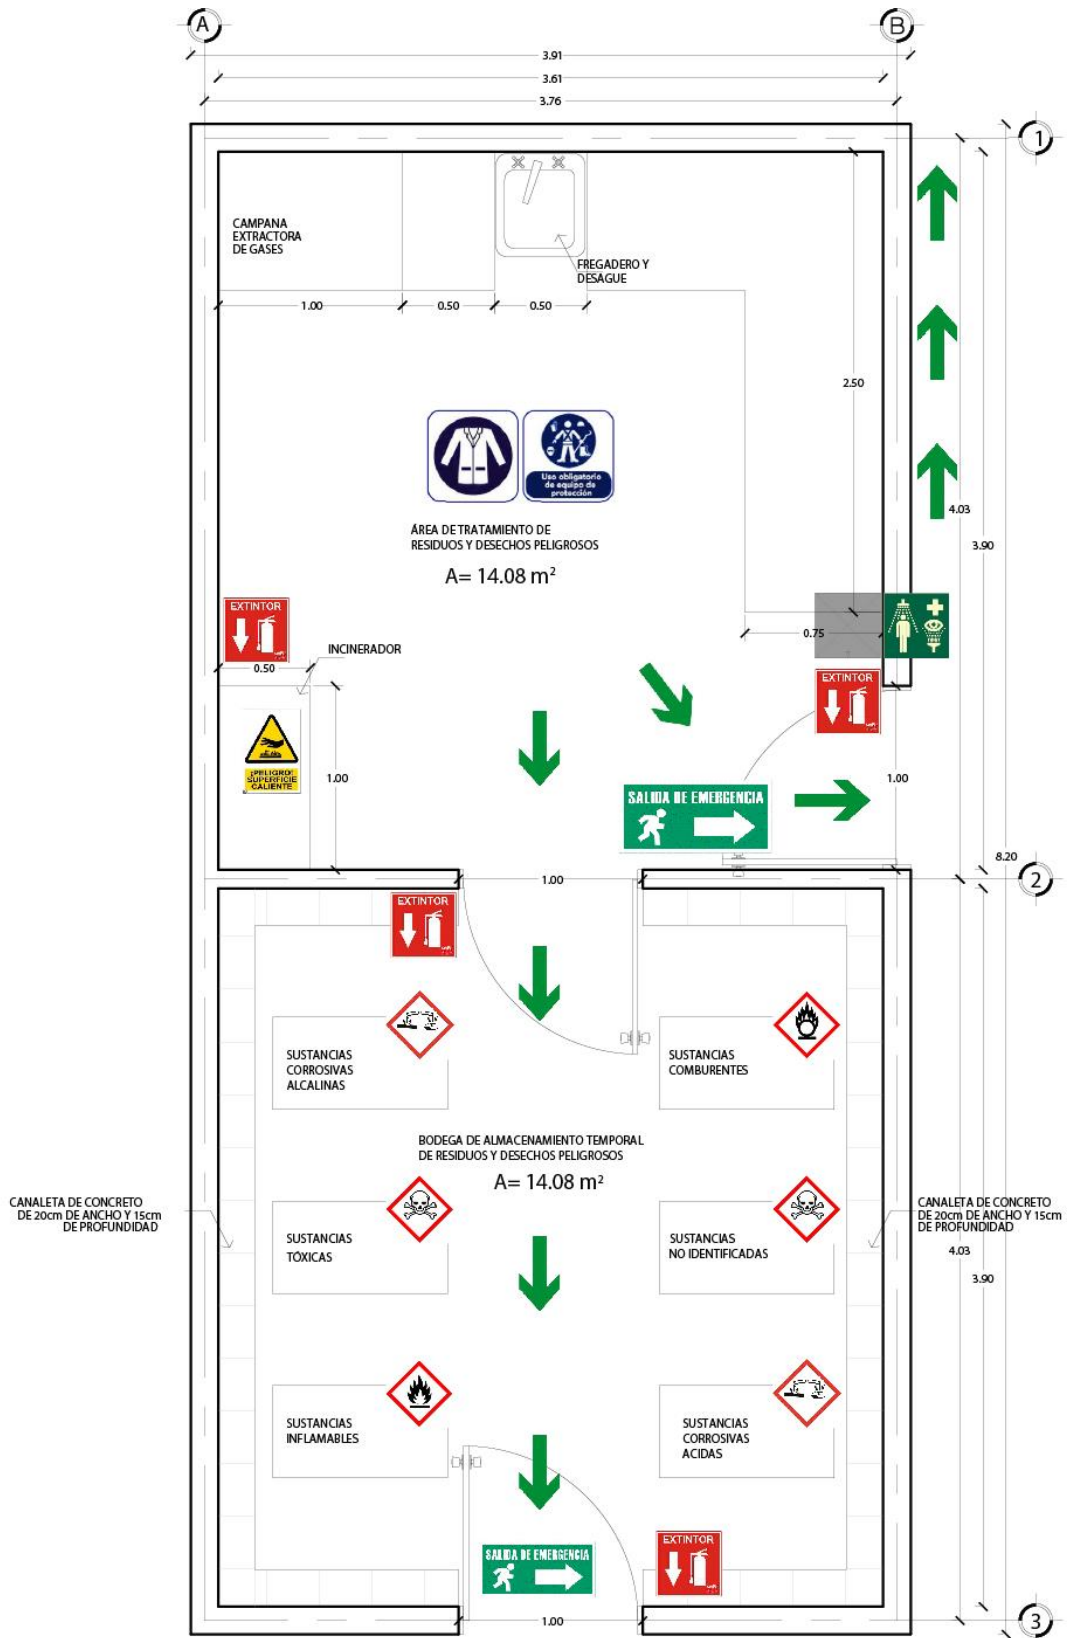 A
B
3.91
3.61
3.76
1
CAMPANA
EXTRACTORA
DE GASES
FREGADERO Y
DESAGUE
1.00
0.50
0.50
2.50
Uso obligatorio
de equipo de
protección
4.03
3.90
ÁREA DE TRATAMIENTO DE
RESIDUOS Y DESECHOS PELIGROSOS
A= 14.08 m²
EXTINTOR
0.75
INCINERADOR
0.50
EXTINTOR
¡PELIGRO!
SUPERFICIE
CALIENTE
1.00
1.00
SALIDA DE EMERGENCIA
8.20
1.00
2
EXTINTOR
SUSTANCIAS
CORROSIVAS
ALCALINAS
SUSTANCIAS
COMBURENTES
BODEGA DE ALMACENAMIENTO TEMPORAL
DE RESIDUOS Y DESECHOS PELIGROSOS
A= 14.08 m²
CANALETA DE CONCRETO
DE 20cm DE ANCHO Y 15cm
DE PROFUNDIDAD
SUSTANCIAS
TÓXICAS
SUSTANCIAS
NO IDENTIFICADAS
CANALETA DE CONCRETO
DE 20cm DE ANCHO Y 15cm
DE PROFUNDIDAD
4.03
3.90
SUSTANCIAS
INFLAMABLES
SUSTANCIAS
CORROSIVAS
ACIDAS
SALIDA DE EMERGENCIA
EXTINTOR
1.00
3